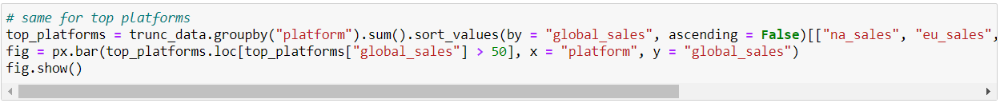 # same for top platforms
top_platforms = trunc_data.groupby("platform").sum().sort_values(by = "global_sales", ascending = False)[["na_sales", "eu_sales",
fig = px.bar(top_platforms.loc[top_platforms["global_sales"] > 50], x = "platform", y = "global_sales")
fig.show()